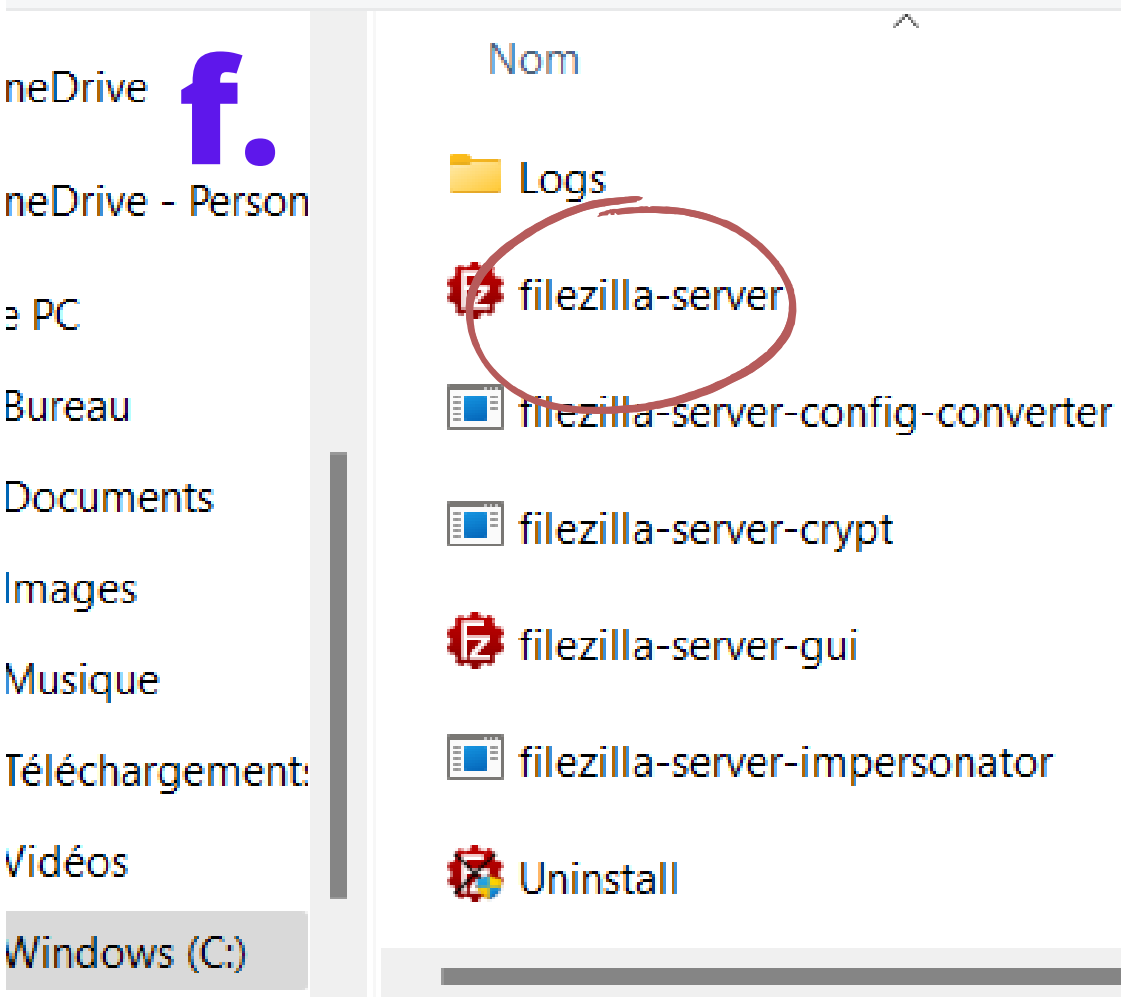 neDrive
f.
neDrive - Person
e PC
Bureau
Documents
Images
Musique
Téléchargements
Vidéos
Windows (C:)
Nom
Logs
filezilla-server
filezilla-server-config-converter
filezilla-server-crypt
filezilla-server-gui
filezilla-server-impersonator
Uninstall